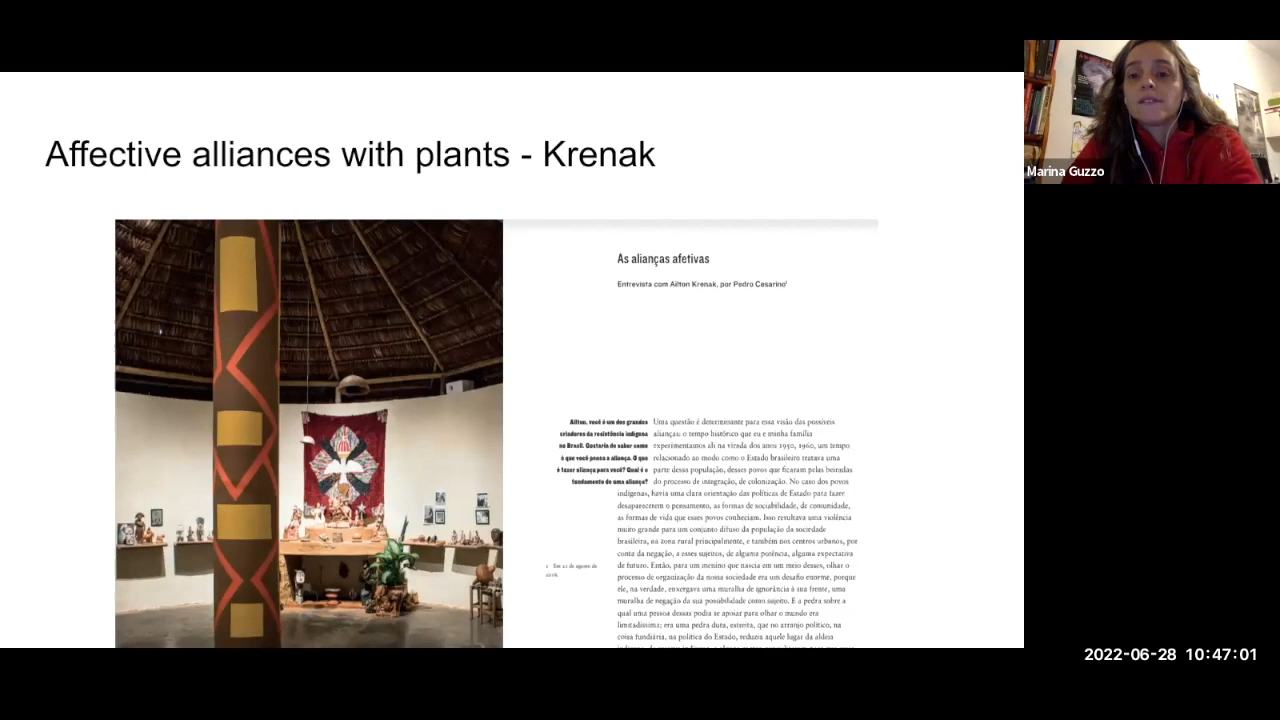 Affective alliances with plants - Krenak
As alianças afetivas
Entrevista com Ailton Krenak, por Pedro Cesarino¹
Ailton, você é um dos grandes
criadores da resistência indígena
no Brasil. Gostaria de saber como
é que você pensa a aliança. O que
é fazer aliança para você? Qual é o
fundamento de uma aliança?
Uma questão é determinante para essa visão das possíveis
alianças: o tempo histórico que eu e minha família
experimentamos ali na virada dos anos 1950, 1960, um tempo
relacionado ao modo como o Estado brasileiro tratava uma
parte dessa população, desses povos que ficaram pelas beiradas
do processo de integração, de colonização. No caso dos povos
indígenas, havia uma clara orientação das políticas de Estado para fazer
desaparecerem o pensamento, as formas de sociabilidade, de comunidade,
as formas de vida que esses povos conheciam. Isso resultava uma violência
muito grande para um conjunto difuso da população da sociedade
brasileira, na zona rural principalmente, e também nos centros urbanos, por
conta da negação, a esses sujeitos, de alguma potência, alguma expectativa
de futuro. Então, para um menino que nascia em um meio desses, olhar o
processo de organização da nossa sociedade era um desafio enorme, porque
ele, na verdade, enxergava uma muralha de ignorância à sua frente, uma
muralha de negação da sua possibilidade como sujeito. E a pedra sobre a
qual uma pessoa dessas podia se apoiar para olhar o mundo era
limitadíssima; era uma pedra dura, estreita, que no arranjo político, na
coisa fundiária, na política do Estado, reduzia aquele lugar da aldeia
1 Em 21 de agosto de
2016
Marina Guzzo
2022-06-28 10:47:01